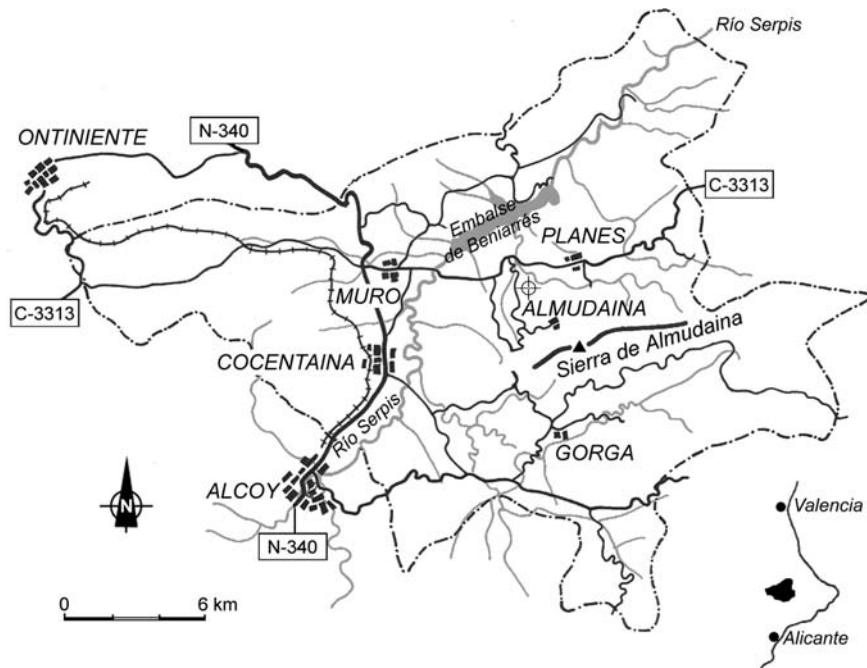 Río Serpis
ONTINIENTE
N-340
C-3313
Embalse
de Beniarrés
PLANES
MURO
ALMUDAINA
C-3313
Sierra de Almudaina
COCENTAINA
Río Serpis
GORGA
ALCOY
N
N-340
Valencia
0 6 km
Alicante